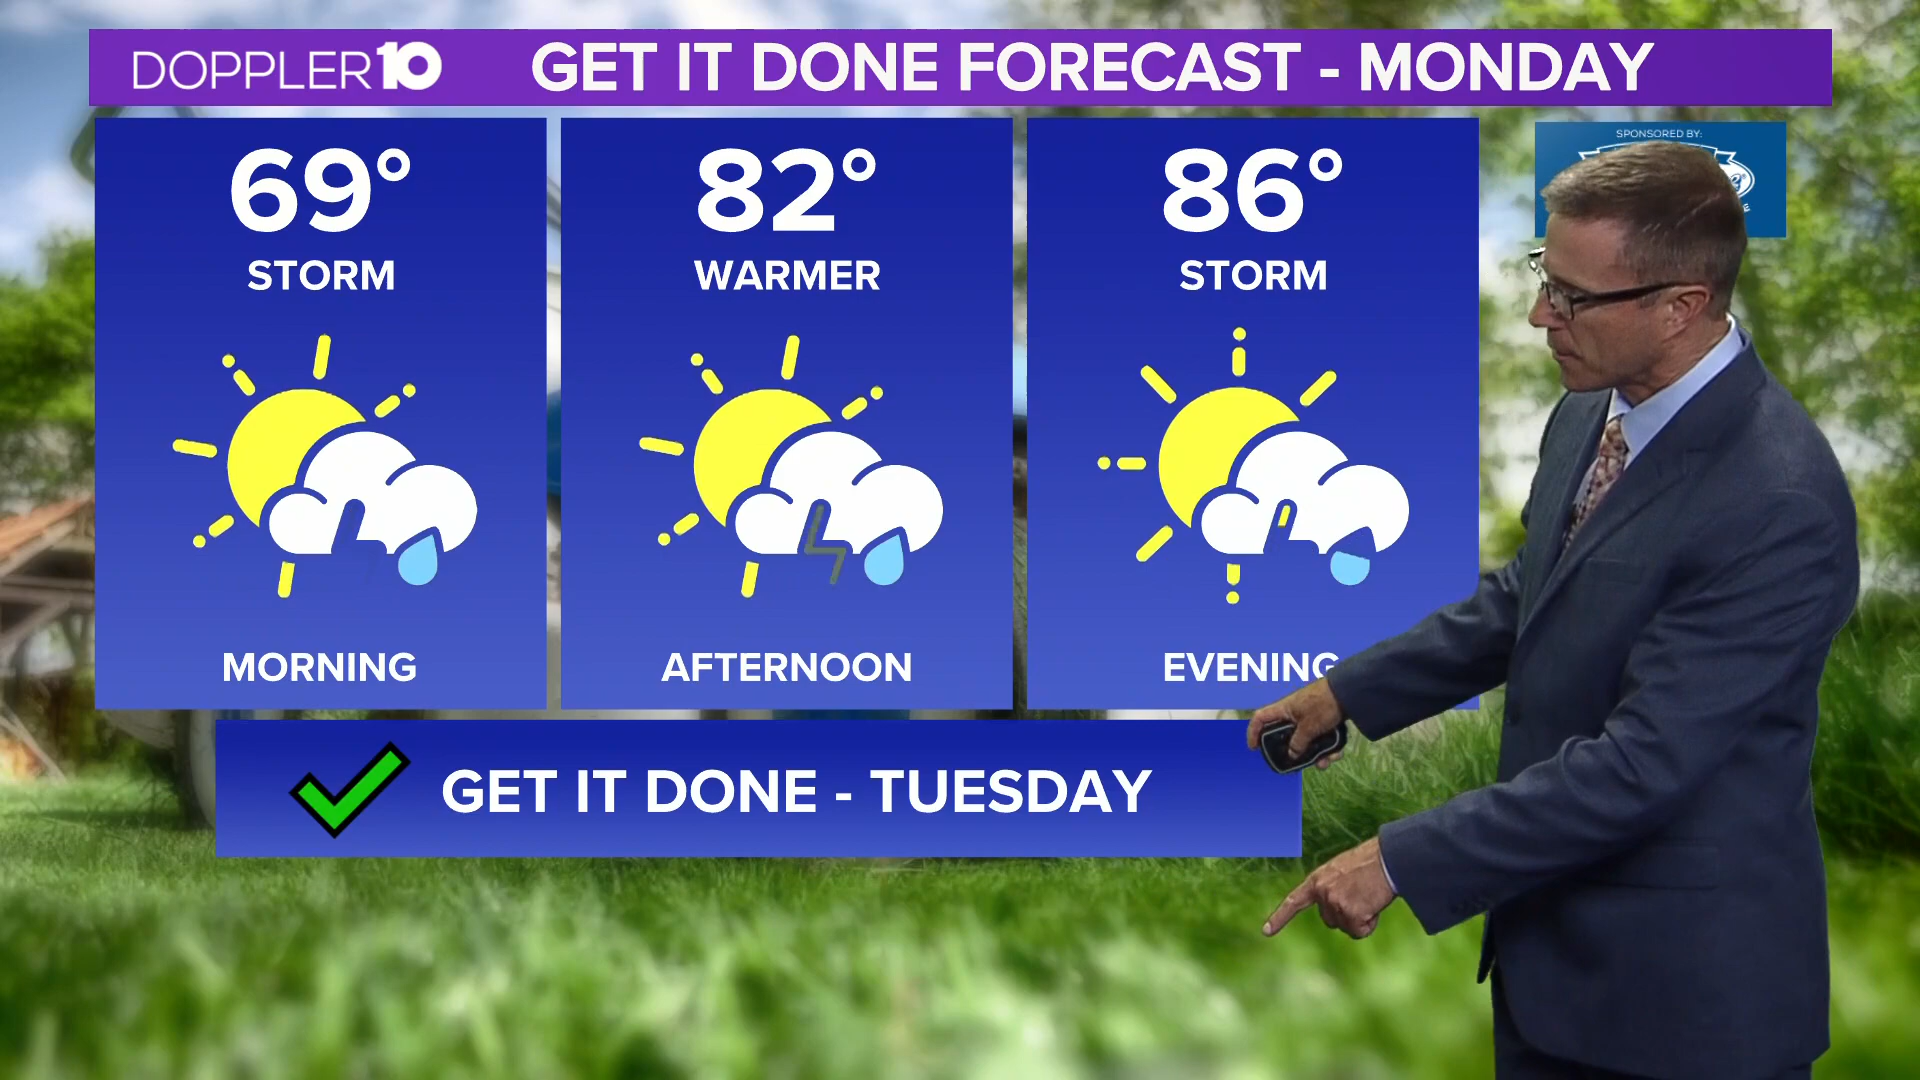 DOPPLER10
GET IT DONE FORECAST - MONDAY
SPONSORED BY:
69°
STORM
MORNING
82°
WARMER
AFTERNOON
86°
STORM
EVENING
GET IT DONE - TUESDAY